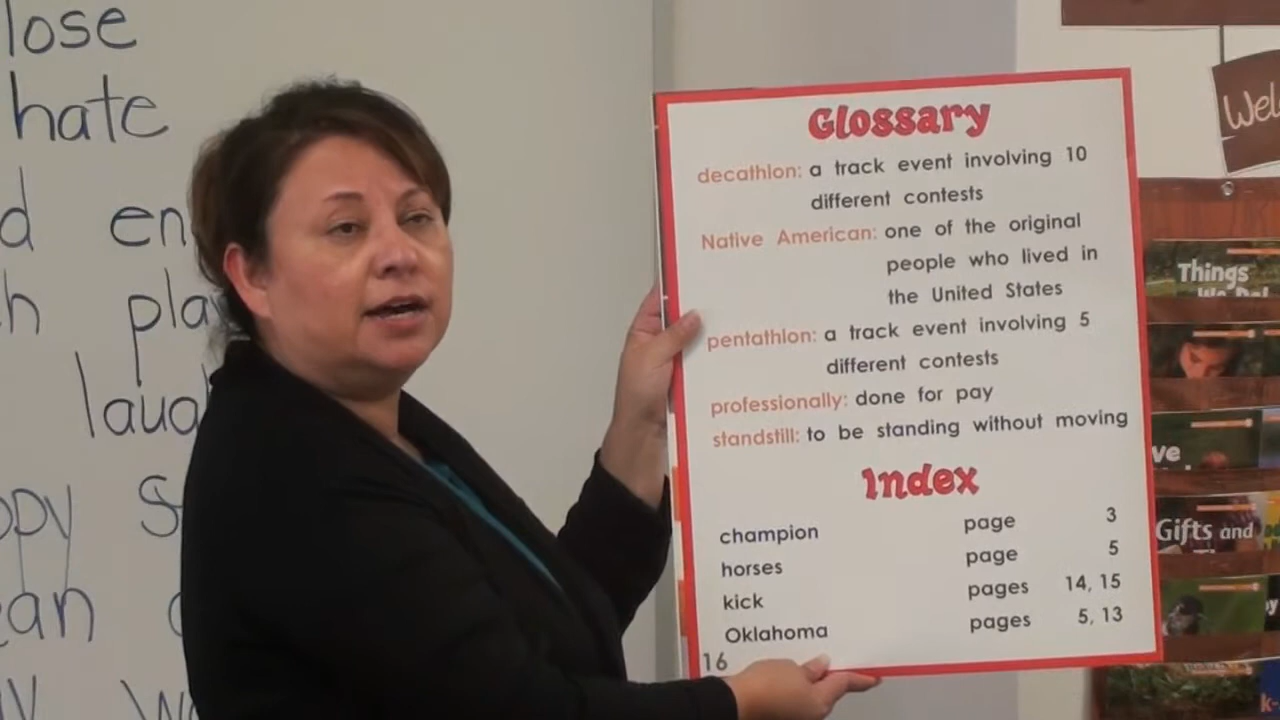 lose
hate
Glossary
decathlon: a track event involving 10
different contests
Native American: one of the original
people who lived in
the United States
pentathlon: a track event involving 5
different contests
professionally: done for pay
standstill: to be standing without moving
Index
champion page 3
horses page 5
kick pages 14, 15
Oklahoma pages 5, 13
16
Things
Gifts and